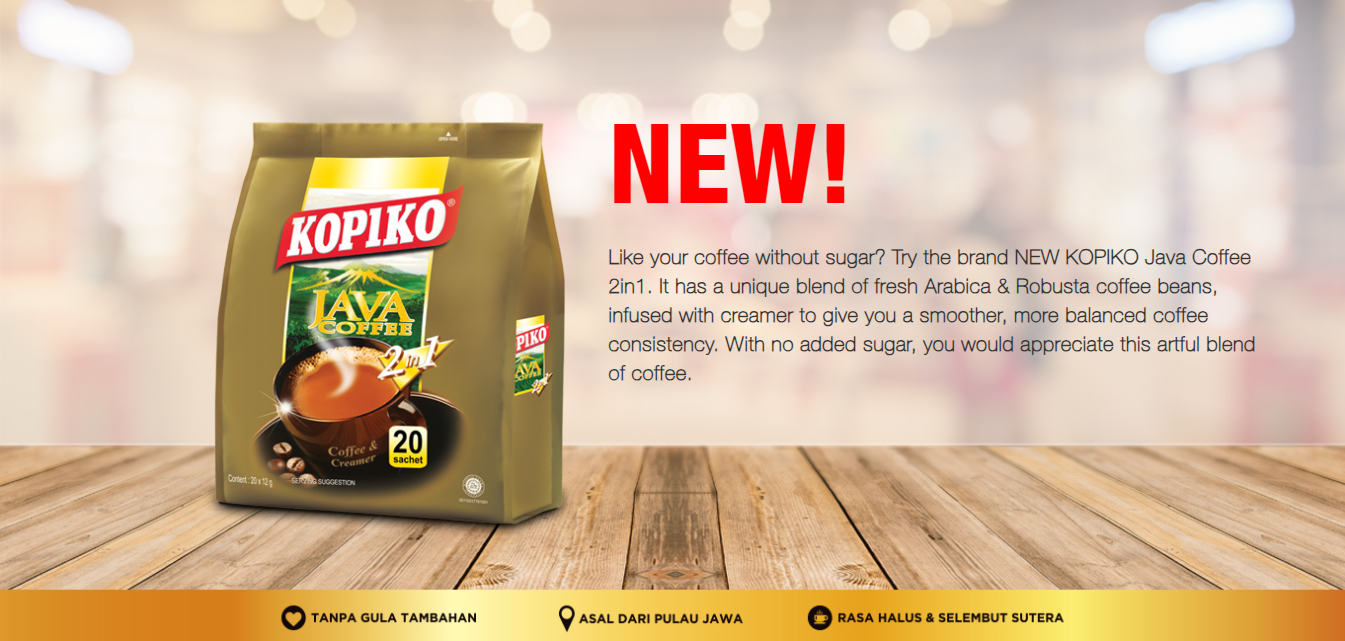 NEW!
Like your coffee without sugar? Try the brand NEW KOPIKO Java Coffee
2in1. It has a unique blend of fresh Arabica & Robusta coffee beans,
infused with creamer to give you a smoother, more balanced coffee
consistency. With no added sugar, you would appreciate this artful blend
of coffee.
KOPIKO®
JAVA
COFFEE
2in1
Coffee &
Creamer
20
sachet
Content : 20 x 12 g
SERVING SUGGESTION
PIKO
AVA
2in1
TANPA GULA TAMBAHAN
ASAL DARI PULAU JAWA
RASA HALUS & SELEMBUT SUTERA